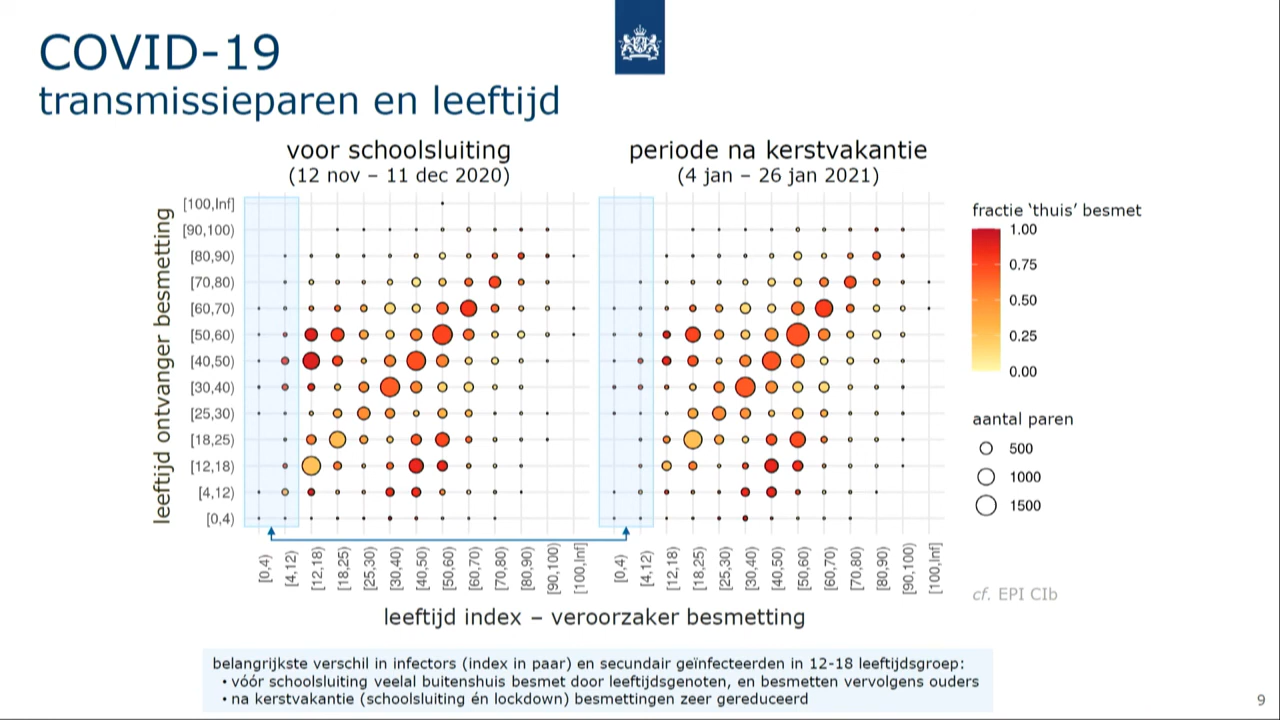 COVID-19
transmissieparen en leeftijd
voor schoolsluiting
(12 nov – 11 dec 2020)
periode na kerstvakantie
(4 jan – 26 jan 2021)
leeftijd ontvanger besmetting
[100,Inf]
[90,100)
[80,90)
[70,80)
[60,70)
[50,60)
[40,50)
[30,40)
[25,30)
[18,25)
[12,18)
[4,12)
[0,4)
[0,4)
[4,12)
[12,18)
[18,25)
[25,30)
[30,40)
[40,50)
[50,60)
[60,70)
[70,80)
[80,90)
[90,100)
[100,Inf]
[0,4)
[4,12)
[12,18)
[18,25)
[25,30)
[30,40)
[40,50)
[50,60)
[60,70)
[70,80)
[80,90)
[90,100)
[100,Inf]
leeftijd index – veroorzaker besmetting
fractie ‘thuis’ besmet
1.00
0.75
0.50
0.25
0.00
aantal paren
500
1000
1500
cf. EPI CIb
belangrijkste verschil in infectors (index in paar) en secundair geïnfecteerden in 12-18 leeftijdsgroep:
• vóór schoolsluiting veelal buitenshuis besmet door leeftijdsgenoten, en besmetten vervolgens ouders
• na kerstvakantie (schoolsluiting én lockdown) besmettingen zeer gereduceerd
9